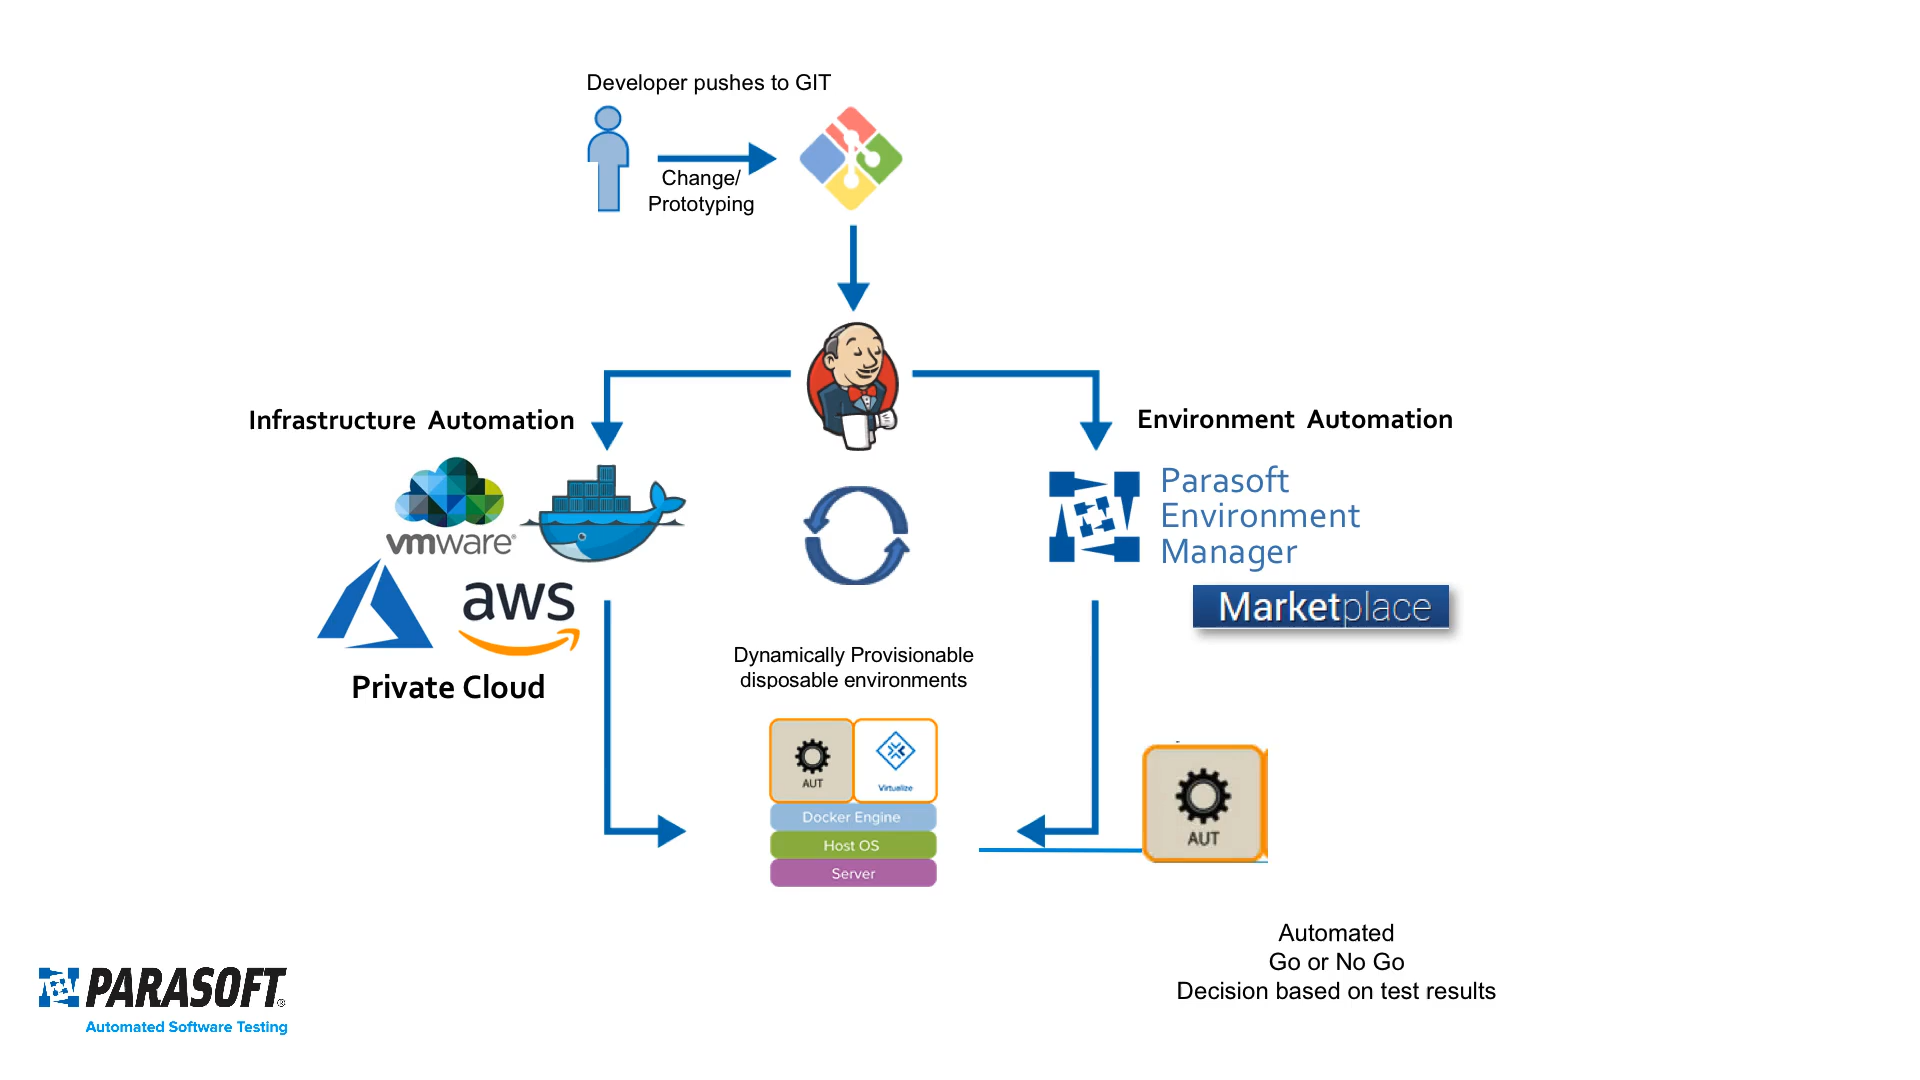 Developer pushes to GIT
Change/
Prototyping
Infrastructure Automation
Environment Automation
vmware®
Parasoft
Environment
Manager
aws
Marketplace
Private Cloud
Dynamically Provisionable
disposable environments
AUT
Virtualize
Docker Engine
Host OS
Server
AUT
Automated
Go or No Go
Decision based on test results
PARASOFT®
Automated Software Testing